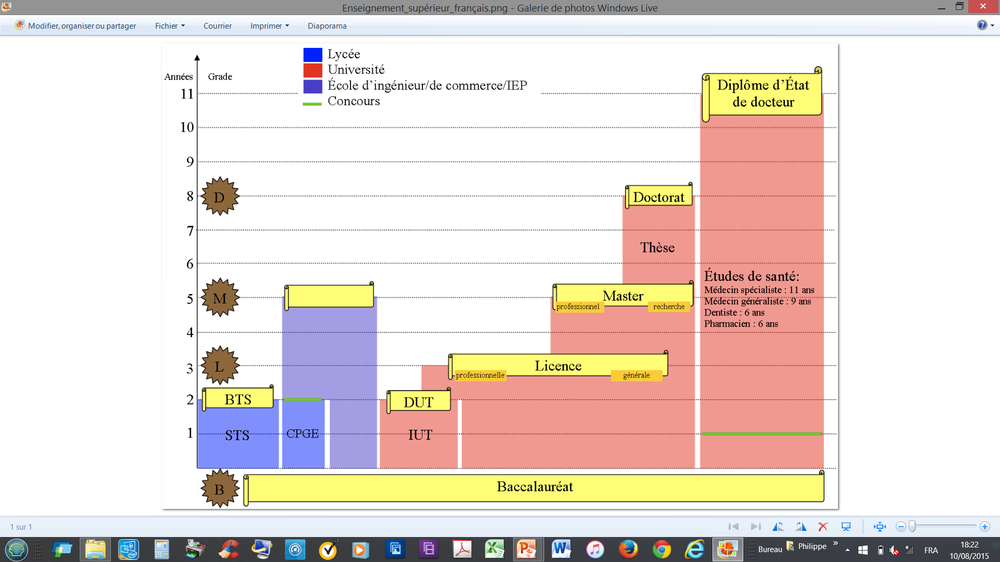 Enseignement_supérieur_français.png - Galerie de photos Windows Live
Modifier, organiser ou partager Fichier Courrier Imprimer Diaporama
Lycée
Université
École d'ingénieur/de commerce/IEP
Concours
Années Grade
11
10
9
8
7
6
5
4
3
2
1
D
M
L
B
Diplôme d'État
de docteur
Doctorat
Thèse
Études de santé:
Médecin spécialiste : 11 ans
Médecin généraliste : 9 ans
Dentiste : 6 ans
Pharmacien : 6 ans
Master
professionnel recherche
Licence
professionnelle générale
BTS
DUT
STS
CPGE
IUT
Baccalauréat
1 sur 1
Bureau Philippe » FRA
18:22
10/08/2015